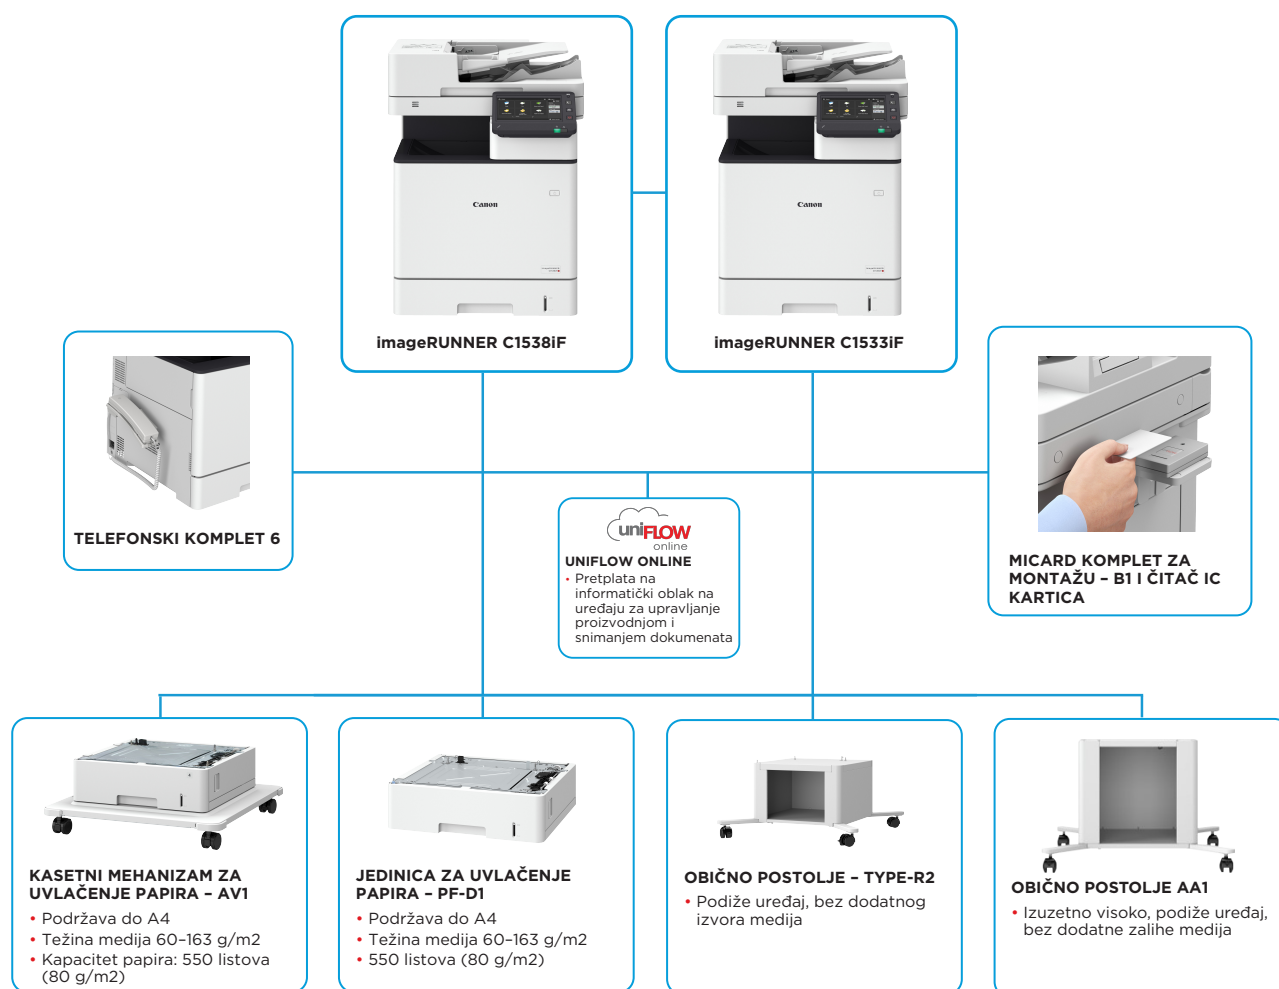 Canon
Canon
imageRUNNER C1538iF
imageRUNNER C1533iF
TELEFONSKI KOMPLET 6
uniFLOW
online
UNIFLOW ONLINE
• Pretplata na
informatički oblak na
uređaju za upravljanje
proizvodnjom i
snimanjem dokumenata
MICARD KOMPLET ZA
MONTAŽU – B1 I ČITAČ IC
KARTICA
KASETNI MEHANIZAM ZA
UVLAČENJE PAPIRA – AV1
• Podržava do A4
• Težina medija 60–163 g/m2
• Kapacitet papira: 550 listova
(80 g/m2)
JEDINICA ZA UVLAČENJE
PAPIRA – PF-D1
• Podržava do A4
• Težina medija 60–163 g/m2
• 550 listova (80 g/m2)
OBIČNO POSTOLJE – TYPE-R2
• Podiže uređaj, bez dodatnog
izvora medija
OBIČNO POSTOLJE AA1
• Izuzetno visoko, podiže uređaj,
bez dodatne zalihe medija